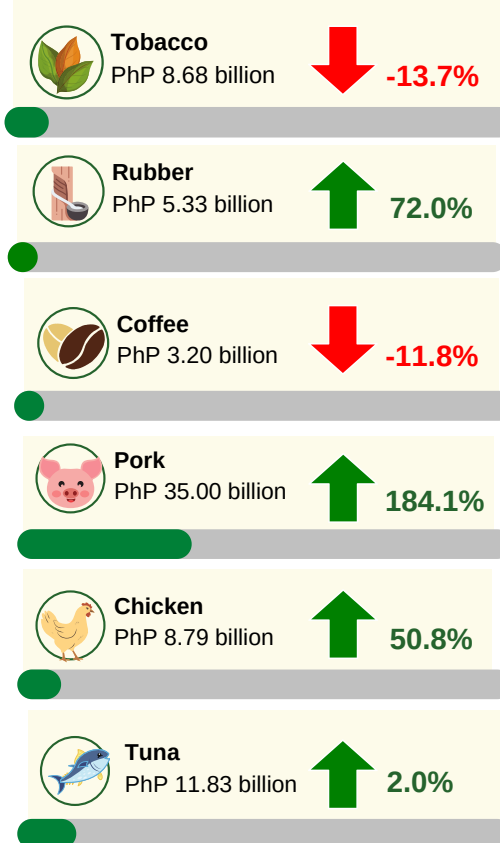 Tobacco
PhP 8.68 billion
-13.7%
Rubber
PhP 5.33 billion
72.0%
Coffee
PhP 3.20 billion
-11.8%
Pork
PhP 35.00 billion
184.1%
Chicken
PhP 8.79 billion
50.8%
Tuna
PhP 11.83 billion
2.0%